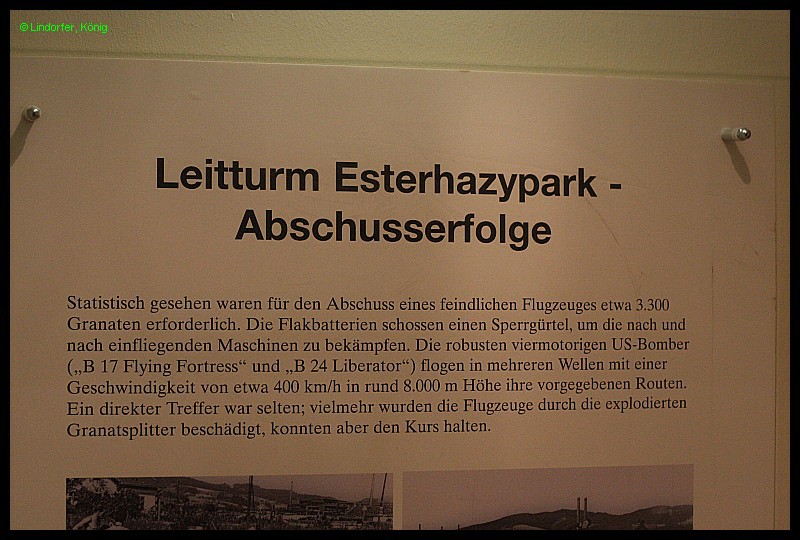 © Lindorfer, König
Leitturm Esterhazypark -
Abschusserfolge
Statistisch gesehen waren für den Abschuss eines feindlichen Flugzeuges etwa 3.300
Granaten erforderlich. Die Flakbatterien schossen einen Sperrgürtel, um die nach und
nach einfliegenden Maschinen zu bekämpfen. Die robusten viermotorigen US-Bomber
(„B 17 Flying Fortress“ und „B 24 Liberator“) flogen in mehreren Wellen mit einer
Geschwindigkeit von etwa 400 km/h in rund 8.000 m Höhe ihre vorgegebenen Routen.
Ein direkter Treffer war selten; vielmehr wurden die Flugzeuge durch die explodierten
Granatsplitter beschädigt, konnten aber den Kurs halten.